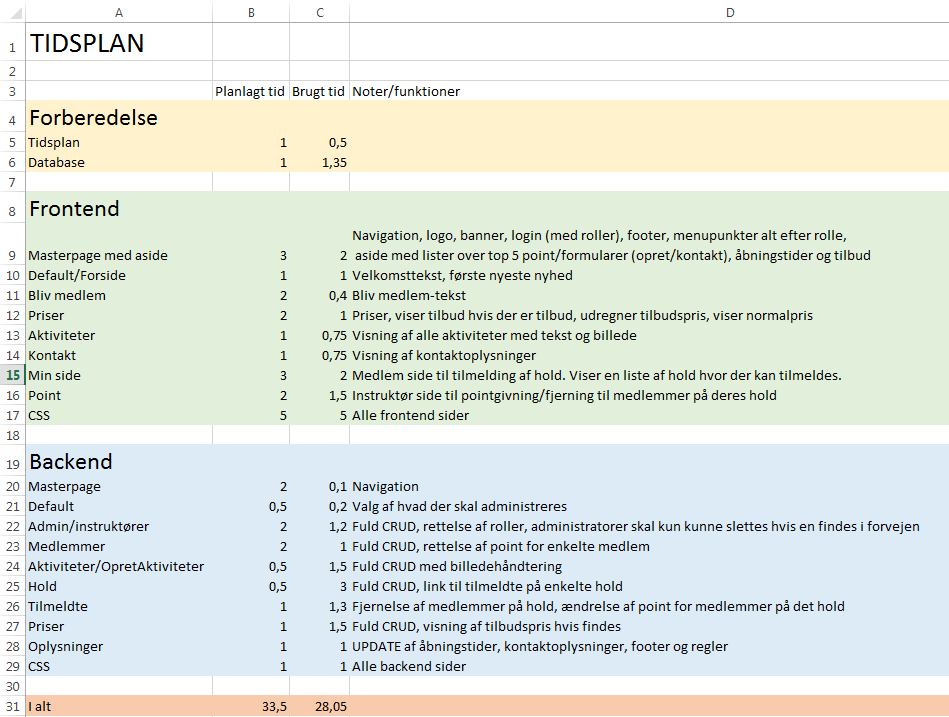 A B C D
1 TIDSPLAN
2
3 Planlagt tid Brugt tid Noter/funktioner
4 Forberedelse
5 Tidsplan 1 0,5
6 Database 1 1,35
7
8 Frontend
Navigation, logo, banner, login (med roller), footer, menupunkter alt efter rolle,
9 Masterpage med aside 3 2 aside med lister over top 5 point/formularer (opret/kontakt), åbningstider og tilbud
10 Default/Forside 1 1 Velkomsttekst, første nyeste nyhed
11 Bliv medlem 2 0,4 Bliv medlem-tekst
12 Priser 2 1 Priser, viser tilbud hvis der er tilbud, udregner tilbudspris, viser normalpris
13 Aktiviteter 1 0,75 Visning af alle aktiviteter med tekst og billede
14 Kontakt 1 0,75 Visning af kontaktoplysninger
15 Min side 3 2 Medlem side til tilmelding af hold. Viser en liste af hold hvor der kan tilmeldes.
16 Point 2 1,5 Instruktør side til pointgivning/fjerning til medlemmer på deres hold
17 CSS 5 5 Alle frontend sider
18
19 Backend
20 Masterpage 2 0,1 Navigation
21 Default 0,5 0,2 Valg af hvad der skal administreres
22 Admin/instruktører 2 1,2 Fuld CRUD, rettelse af roller, administratorer skal kun kunne slettes hvis en findes i forvejen
23 Medlemmer 2 1 Fuld CRUD, rettelse af point for enkelte medlem
24 Aktiviteter/OpretAktiviteter 0,5 1,5 Fuld CRUD med billedehåndtering
25 Hold 0,5 3 Fuld CRUD, link til tilmeldte på enkelte hold
26 Tilmeldte 1 1,3 Fjernelse af medlemmer på hold, ændrelse af point for medlemmer på det hold
27 Priser 1 1,5 Fuld CRUD, visning af tilbudspris hvis findes
28 Oplysninger 1 1 UPDATE af åbningstider, kontaktoplysninger, footer og regler
29 CSS 1 1 Alle backend sider
30
31 I alt 33,5 28,05